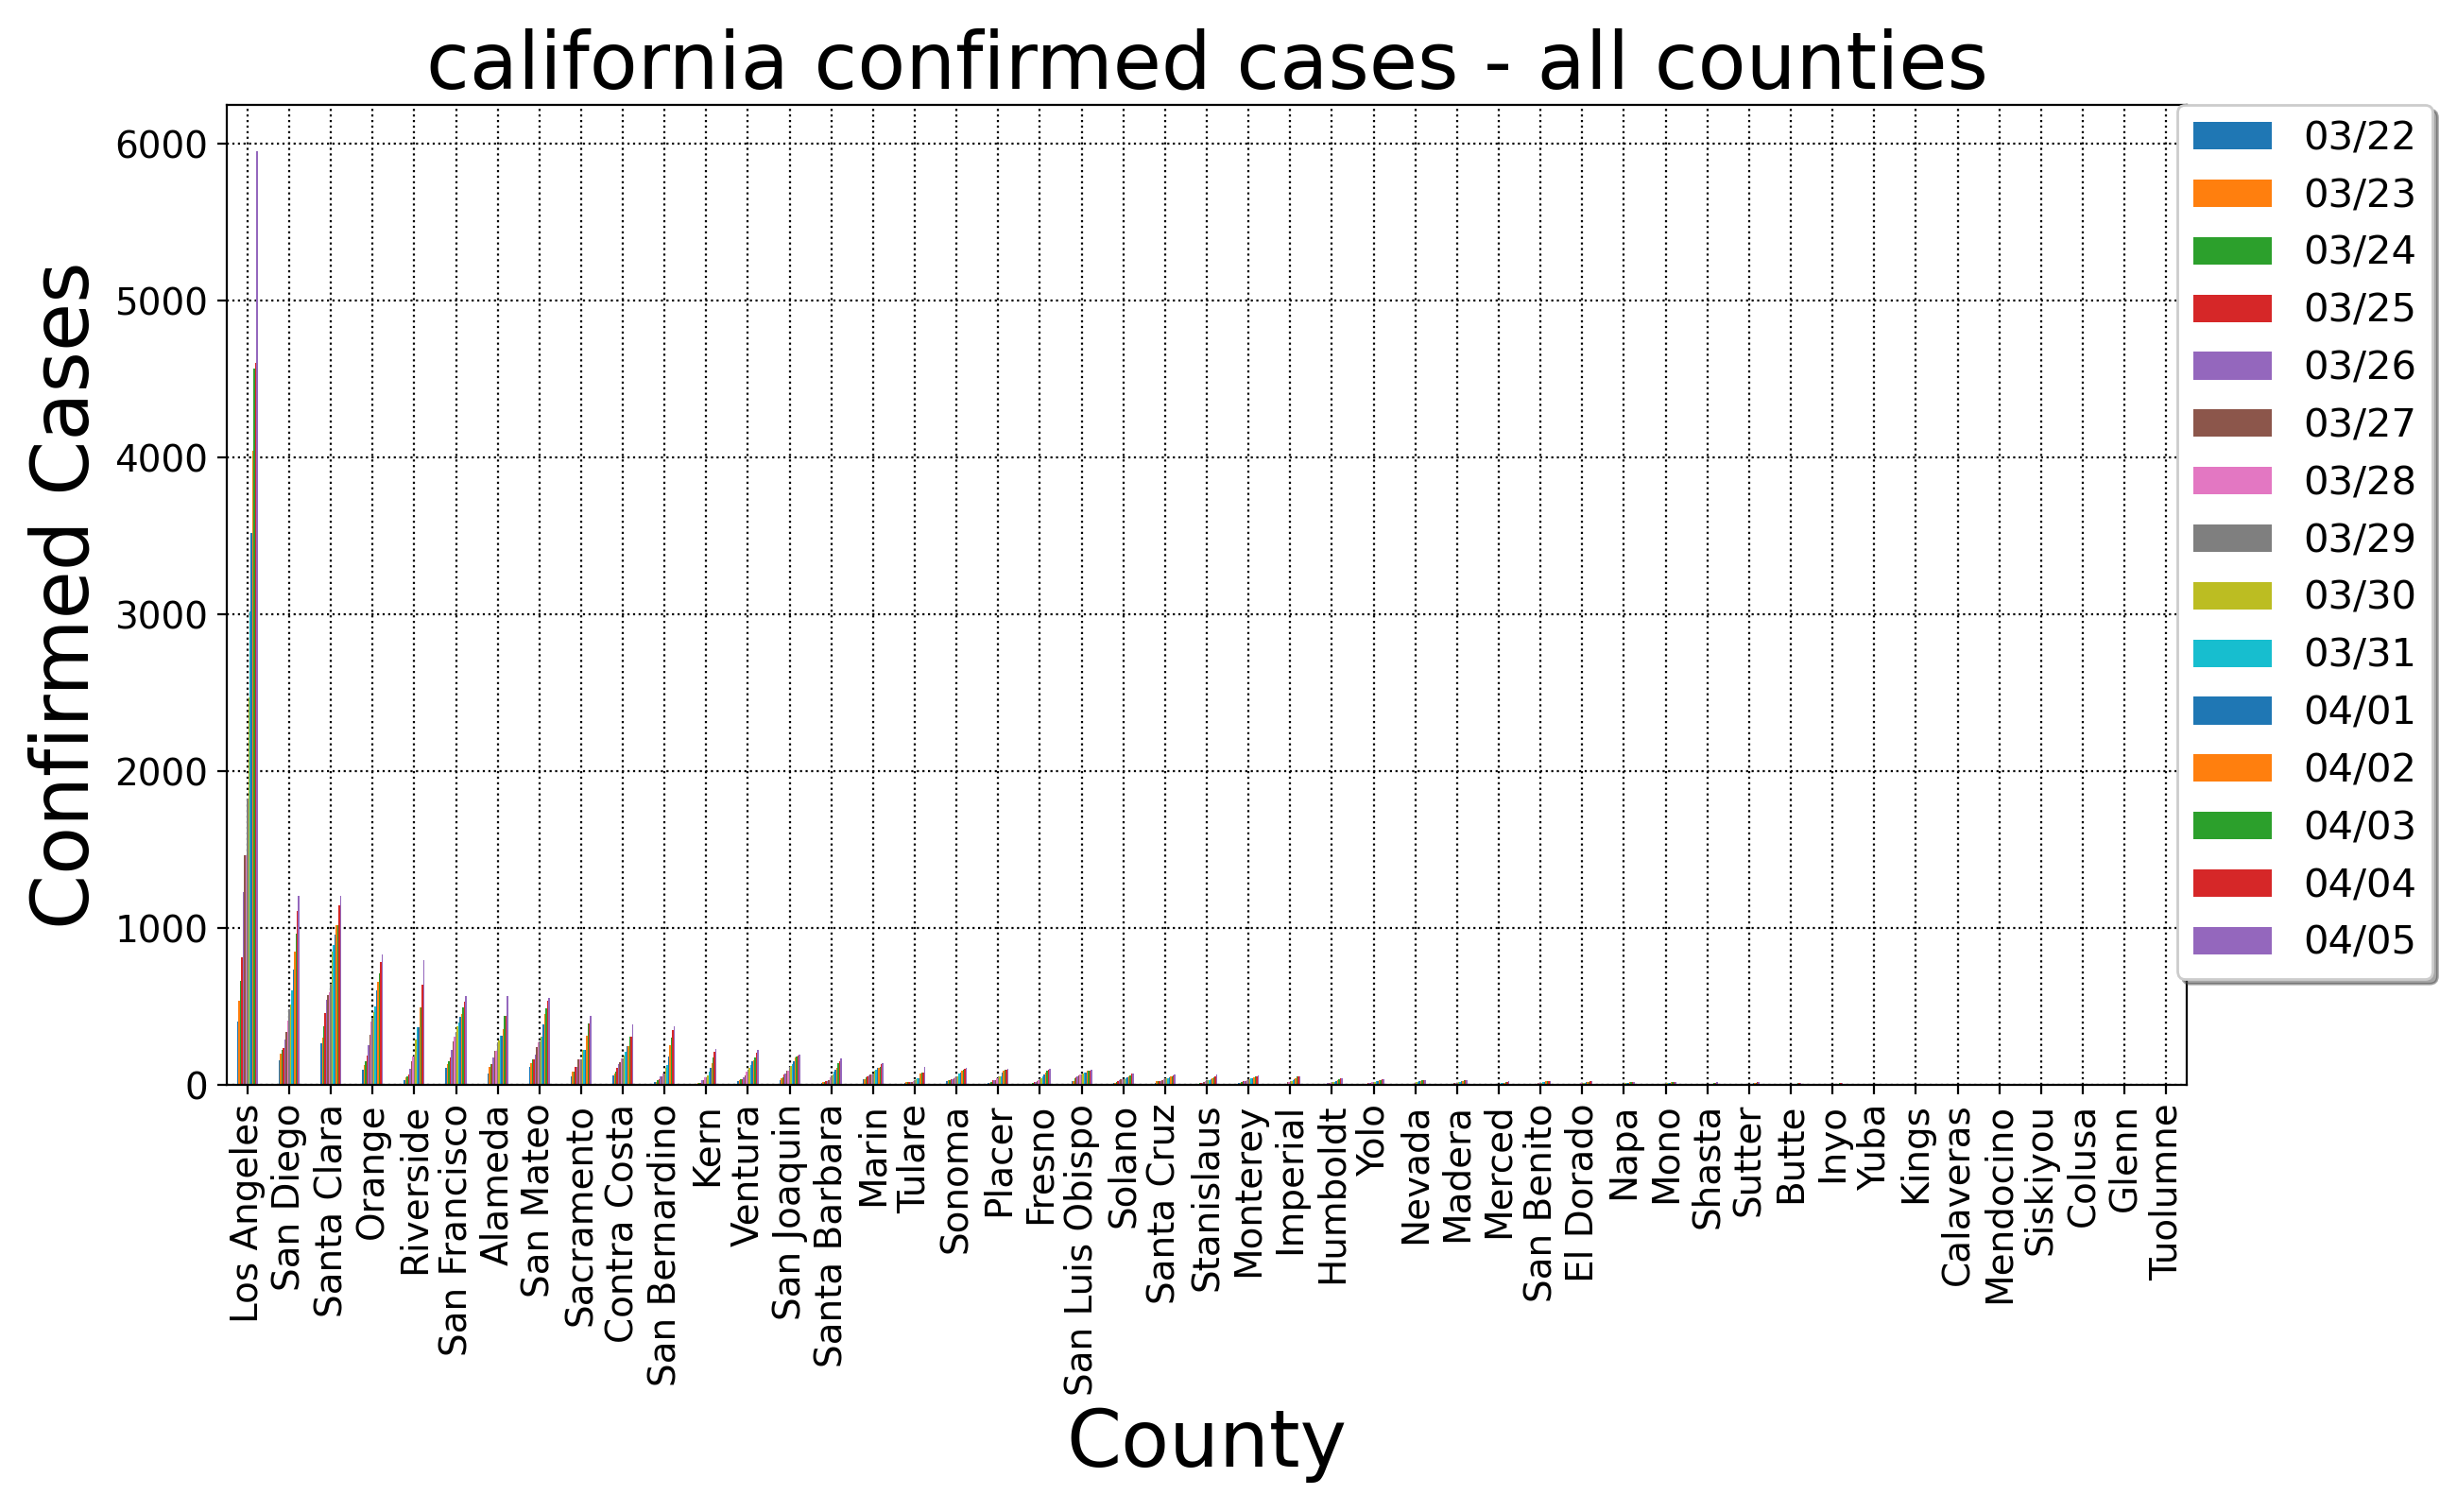 california confirmed cases - all counties
Confirmed Cases
6000
5000
4000
3000
2000
1000
0
03/22
03/23
03/24
03/25
03/26
03/27
03/28
03/29
03/30
03/31
04/01
04/02
04/03
04/04
04/05
Los Angeles
San Diego
Santa Clara
Orange
Riverside
San Francisco
Alameda
San Mateo
Sacramento
Contra Costa
San Bernardino
Kern
Ventura
San Joaquin
Santa Barbara
Marin
Tulare
Sonoma
Placer
Fresno
San Luis Obispo
Solano
Santa Cruz
Stanislaus
Monterey
Imperial
Humboldt
Yolo
Nevada
Madera
Merced
San Benito
El Dorado
Napa
Mono
Shasta
Sutter
Butte
Inyo
Yuba
Kings
Calaveras
Mendocino
Siskiyou
Colusa
Glenn
Tuolumne
County